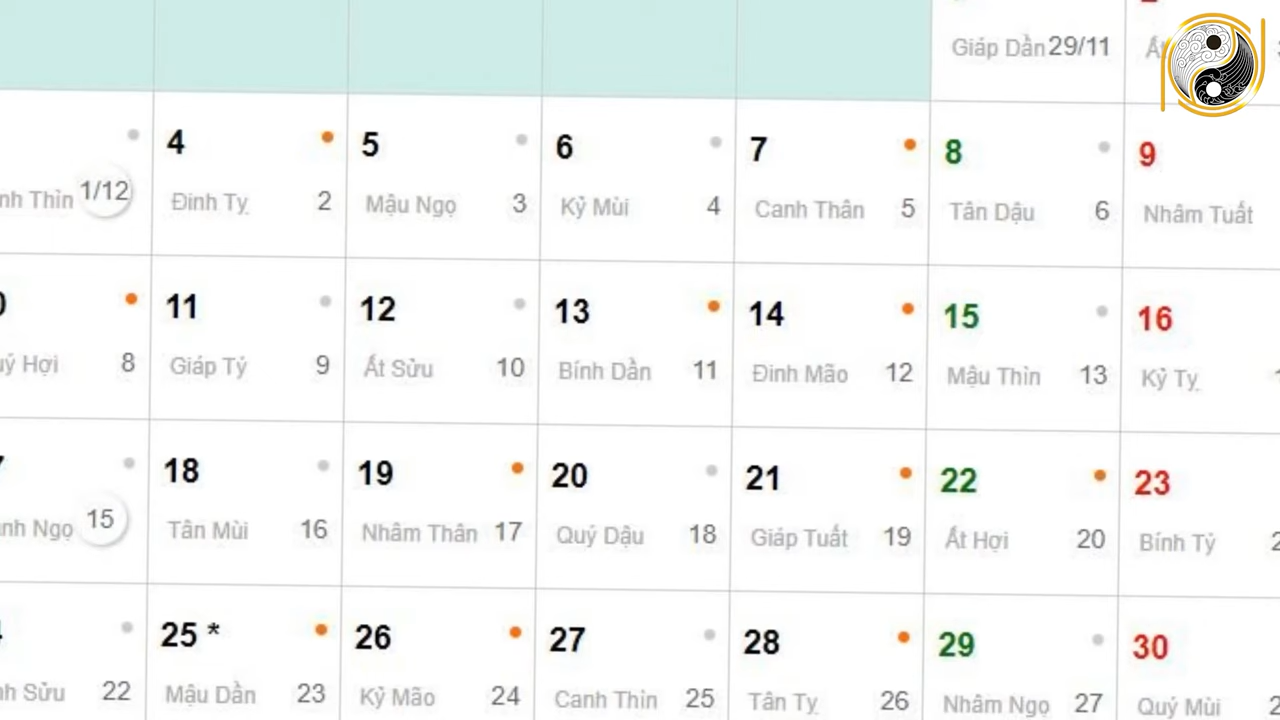 Giáp Dần 29/11
4 5 6 7 8 9
1/12 Đinh Tỵ 2 Mậu Ngọ 3 Kỷ Mùi 4 Canh Thân 5 Tân Dậu 6 Nhâm Tuất
11 12 13 14 15 16
Hợi 8 Giáp Tý 9 Ất Sửu 10 Bính Dần 11 Đinh Mão 12 Mậu Thìn 13 Kỷ Tỵ
18 19 20 21 22 23
Ngọ 15 Tân Mùi 16 Nhâm Thân 17 Quý Dậu 18 Giáp Tuất 19 Ất Hợi 20 Bính Tý
25 * 26 27 28 29 30
Sửu 22 Mậu Dần 23 Kỷ Mão 24 Canh Thìn 25 Tân Tỵ 26 Nhâm Ngọ 27 Quý Mùi